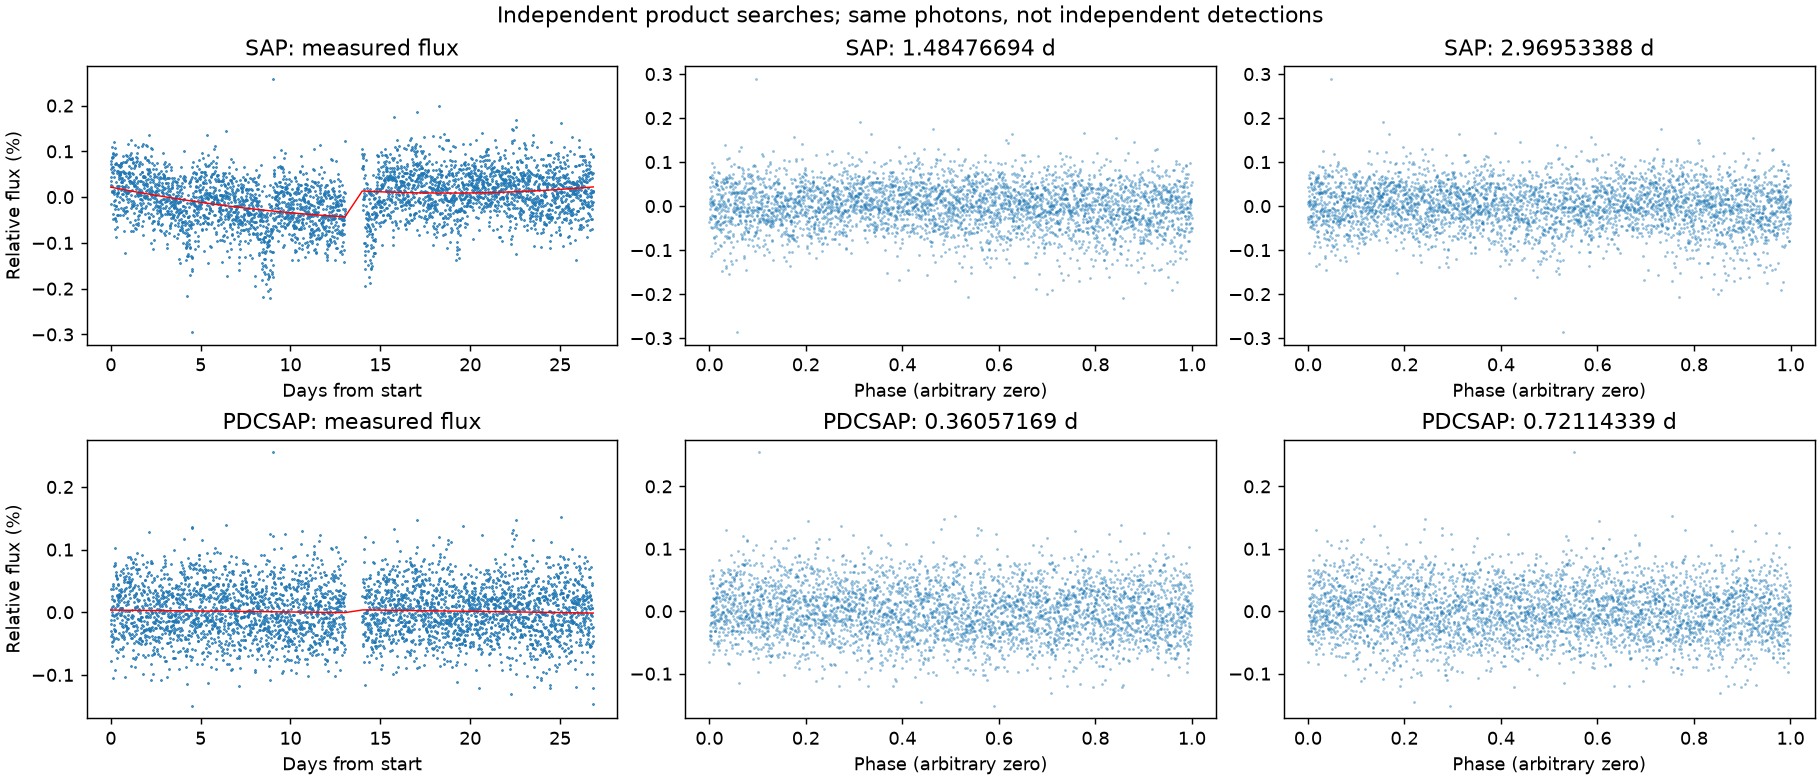 Independent product searches; same photons, not independent detections
SAP: measured flux
SAP: 1.48476694 d
SAP: 2.96953388 d
Relative flux (%)
0.2
0.1
0.0
−0.1
−0.2
−0.3
0 5 10 15 20 25
Days from start
0.3
0.2
0.1
0.0
−0.1
−0.2
−0.3
0.0 0.2 0.4 0.6 0.8 1.0
Phase (arbitrary zero)
0.3
0.2
0.1
0.0
−0.1
−0.2
−0.3
0.0 0.2 0.4 0.6 0.8 1.0
Phase (arbitrary zero)
PDCSAP: measured flux
PDCSAP: 0.36057169 d
PDCSAP: 0.72114339 d
Relative flux (%)
0.2
0.1
0.0
−0.1
0 5 10 15 20 25
Days from start
0.2
0.1
0.0
−0.1
0.0 0.2 0.4 0.6 0.8 1.0
Phase (arbitrary zero)
0.2
0.1
0.0
−0.1
0.0 0.2 0.4 0.6 0.8 1.0
Phase (arbitrary zero)